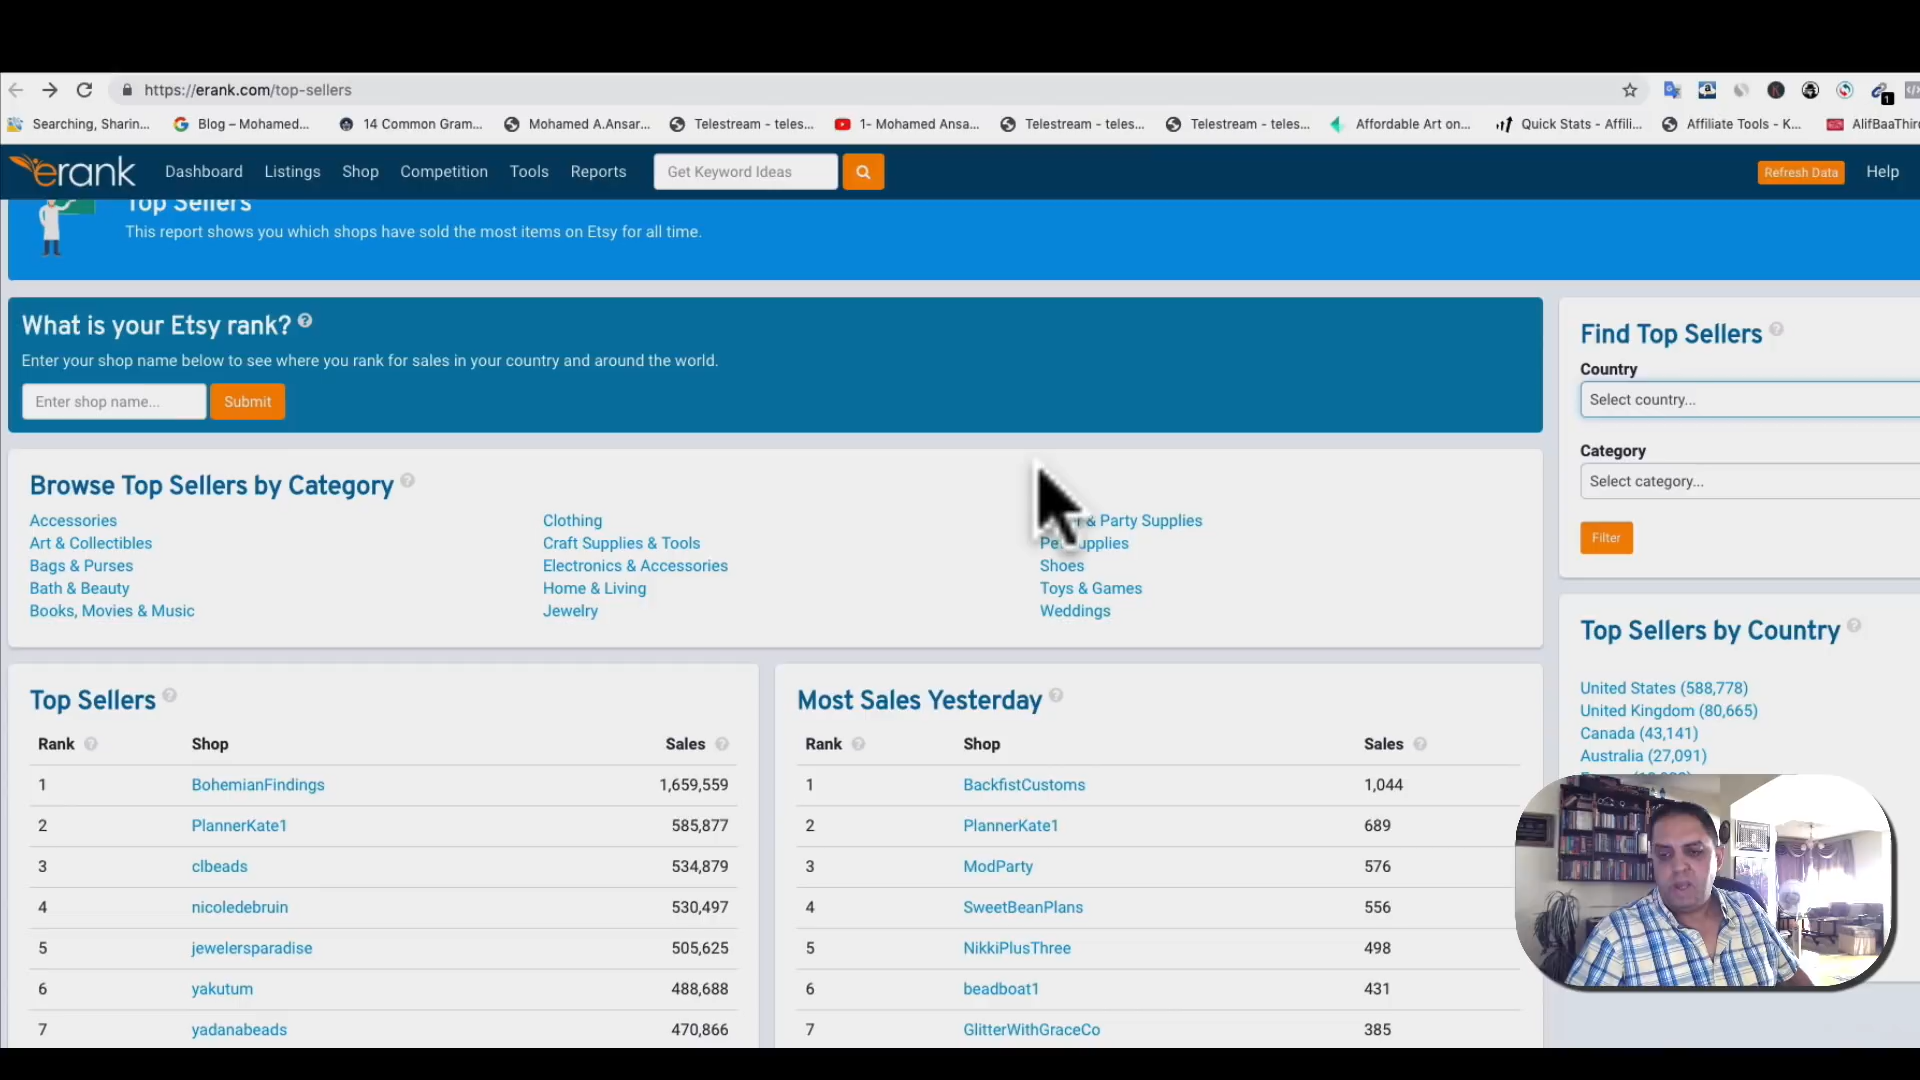 https://erank.com/top-sellers
1
Searching, Sharin...
Blog – Mohamed...
14 Common Gram...
Mohamed A.Ansar...
Telestream - teles...
1- Mohamed Ansa...
Telestream - teles...
Telestream - teles...
Affordable Art on...
Quick Stats - Affili...
Affiliate Tools - K...
AlifBaaThir
erank
Dashboard
Listings
Shop
Competition
Tools
Reports
Get Keyword Ideas
Refresh Data
Help
Top Sellers
This report shows you which shops have sold the most items on Etsy for all time.
What is your Etsy rank?
Enter your shop name below to see where you rank for sales in your country and around the world.
Enter shop name...
Submit
Browse Top Sellers by Category
Accessories
Art & Collectibles
Bags & Purses
Bath & Beauty
Books, Movies & Music
Clothing
Craft Supplies & Tools
Electronics & Accessories
Home & Living
Jewelry
& Party Supplies
Shoes
Toys & Games
Weddings
Top Sellers
Rank Shop Sales
1 BohemianFindings 1,659,559
2 PlannerKate1 585,877
3 clbeads 534,879
4 nicoledebruin 530,497
5 jewelersparadise 505,625
6 yakutum 488,688
7 yadanabeads 470,866
Most Sales Yesterday
Rank Shop Sales
1 BackfistCustoms 1,044
2 PlannerKate1 689
3 ModParty 576
4 SweetBeanPlans 556
5 NikkiPlusThree 498
6 beadboat1 431
7 GlitterWithGraceCo 385
Find Top Sellers
Country
Select country...
Category
Select category...
Filter
Top Sellers by Country
United States (588,778)
United Kingdom (80,665)
Canada (43,141)
Australia (27,091)